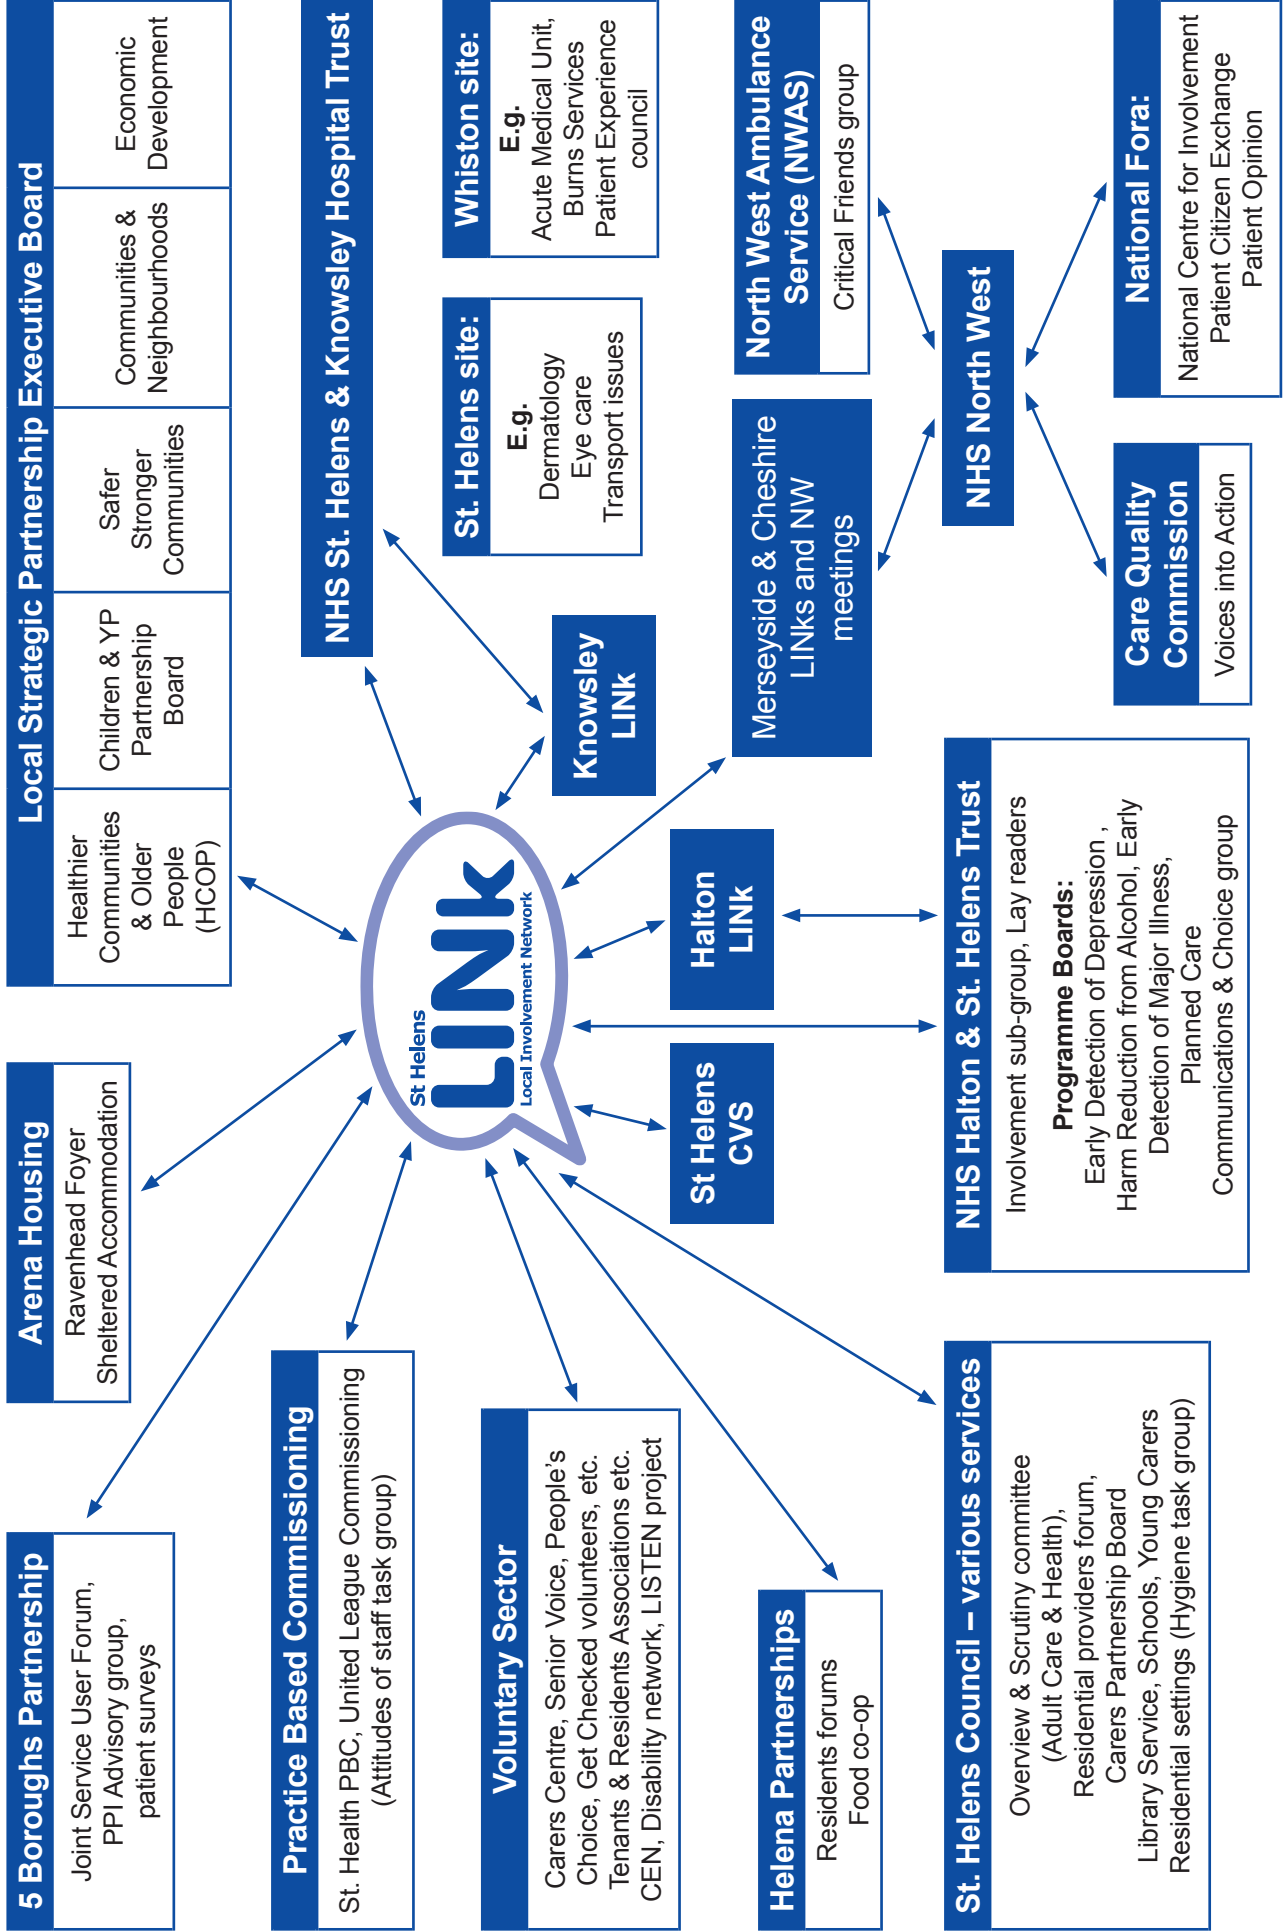 5 Boroughs Partnership
Joint Service User Forum,
PPI Advisory group,
patient surveys
Arena Housing
Ravenhead Foyer
Sheltered Accommodation
Local Strategic Partnership Executive Board
Healthier
Communities
& Older
People
(HCOP)
Children & YP
Partnership
Board
Safer
Stronger
Communities
Communities &
Neighbourhoods
Economic
Development
Practice Based Commissioning
St. Health PBC, United League Commissioning
(Attitudes of staff task group)
NHS St. Helens & Knowsley Hospital Trust
St. Helens site:
E.g.
Dermatology
Eye care
Transport issues
Whiston site:
E.g.
Acute Medical Unit,
Burns Services
Patient Experience
council
St Helens
LINk
Local Involvement Network
Voluntary Sector
Carers Centre, Senior Voice, People's
Choice, Get Checked volunteers, etc.
Tenants & Residents Associations etc.
CEN, Disability network, LISTEN project
Knowsley
LINk
St Helens
CVS
Halton
LINk
Merseyside & Cheshire
LINks and NW
meetings
North West Ambulance
Service (NWAS)
Critical Friends group
Helena Partnerships
Residents forums
Food co-op
NHS North West
St. Helens Council – various services
Overview & Scrutiny committee
(Adult Care & Health),
Residential providers forum,
Carers Partnership Board
Library Service, Schools, Young Carers
Residential settings (Hygiene task group)
NHS Halton & St. Helens Trust
Involvement sub-group, Lay readers
Programme Boards:
Early Detection of Depression ,
Harm Reduction from Alcohol, Early
Detection of Major Illness,
Planned Care
Communications & Choice group
Care Quality
Commission
Voices into Action
National Fora:
National Centre for Involvement
Patient Citizen Exchange
Patient Opinion